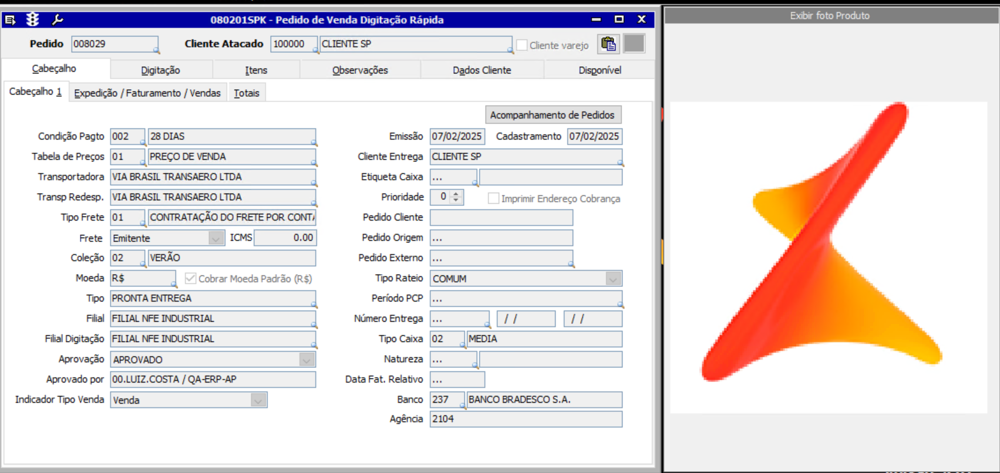 080201SPK - Pedido de Venda Digitação Rápida
Exibir foto Produto
Pedido 008029 Cliente Atacado 100000 CLIENTE SP Cliente varejo
Cabeçalho Digitação Itens Observações Dados Cliente Disponível
Cabeçalho 1 Expedição / Faturamento / Vendas Totais
Acompanhamento de Pedidos
Condição Pagto 002 28 DIAS Emissão 07/02/2025 Cadastramento 07/02/2025
Tabela de Preços 01 PREÇO DE VENDA Cliente Entrega CLIENTE SP
Transportadora VIA BRASIL TRANSAERO LTDA Etiqueta Caixa ...
Transp Redesp. VIA BRASIL TRANSAERO LTDA Prioridade 0 Imprimir Endereço Cobrança
Tipo Frete 01 CONTRATAÇÃO DO FRETE POR CONT Pedido Cliente
Frete Emitente ICMS 0.00 Pedido Origem ...
Coleção 02 VERÃO Pedido Externo ...
Moeda R$ Cobrar Moeda Padrão (R$) Tipo Rateio COMUM
Tipo PRONTA ENTREGA Período PCP ...
Filial FILIAL NFE INDUSTRIAL Número Entrega ... / / / /
Filial Digitação FILIAL NFE INDUSTRIAL Tipo Caixa 02 MEDIA
Aprovação APROVADO Natureza ...
Aprovado por 00.LUIZ.COSTA / QA-ERP-AP Data Fat. Relativo ...
Indicador Tipo Venda Venda Banco 237 BANCO BRADESCO S.A.
Agência 2104